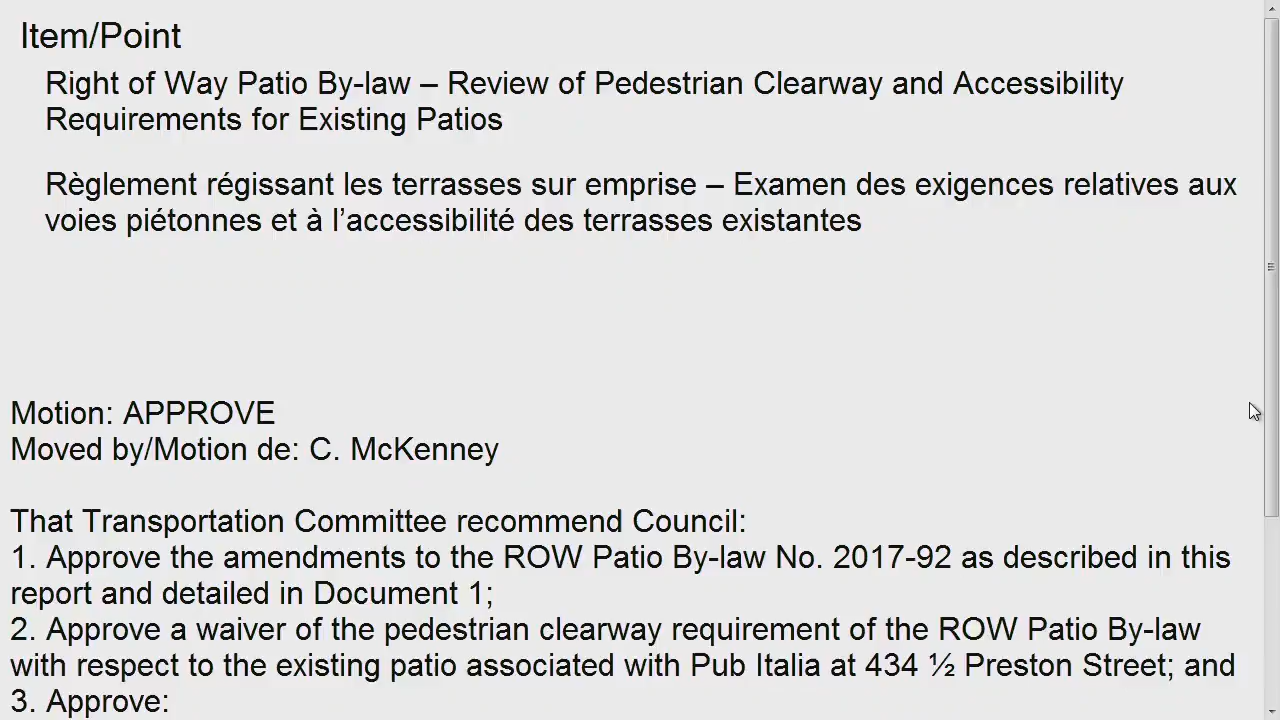 Item/Point
Right of Way Patio By-law – Review of Pedestrian Clearway and Accessibility
Requirements for Existing Patios
Règlement régissant les terrasses sur emprise – Examen des exigences relatives aux
voies piétonnes et à l’accessibilité des terrasses existantes
Motion: APPROVE
Moved by/Motion de: C. McKenney
That Transportation Committee recommend Council:
1. Approve the amendments to the ROW Patio By-law No. 2017-92 as described in this
report and detailed in Document 1;
2. Approve a waiver of the pedestrian clearway requirement of the ROW Patio By-law
with respect to the existing patio associated with Pub Italia at 434 ½ Preston Street; and
3. Approve: